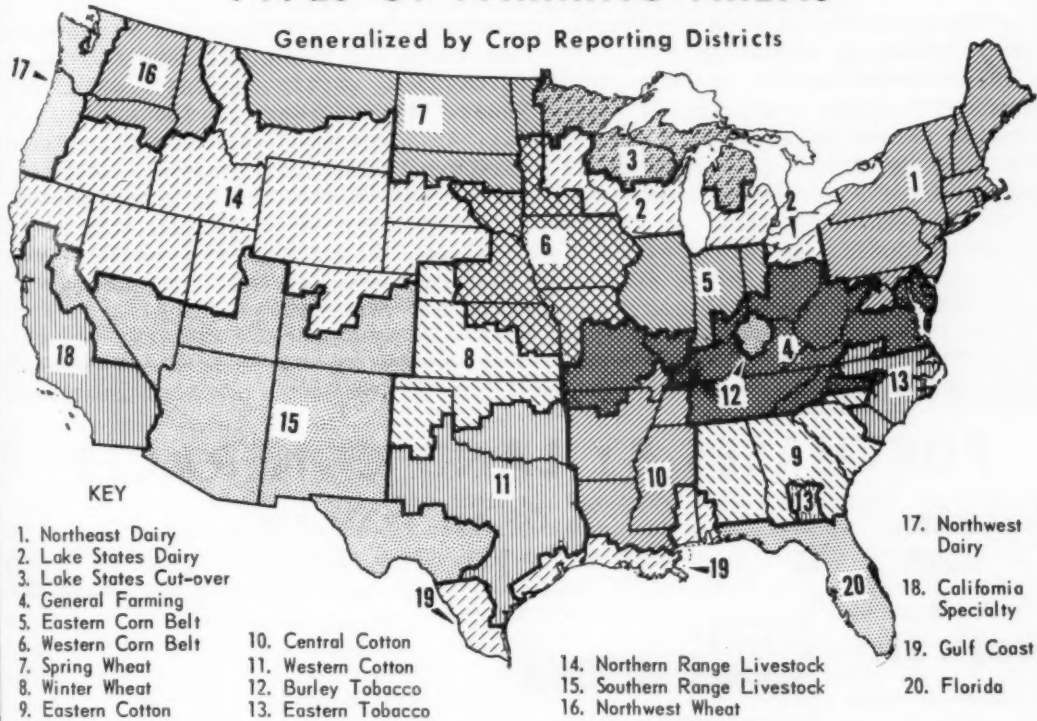 TYPES OF FARMING AREAS
Generalized by Crop Reporting Districts
17
16
7
3
1
2
2
14
6
5
8
4
18
12
13
15
10
9
11
13
19
20
19
KEY
1. Northeast Dairy
2. Lake States Dairy
3. Lake States Cut-over
4. General Farming
5. Eastern Corn Belt
6. Western Corn Belt
7. Spring Wheat
8. Winter Wheat
9. Eastern Cotton
10. Central Cotton
11. Western Cotton
12. Burley Tobacco
13. Eastern Tobacco
14. Northern Range Livestock
15. Southern Range Livestock
16. Northwest Wheat
17. Northwest
Dairy
18. California
Specialty
19. Gulf Coast
20. Florida